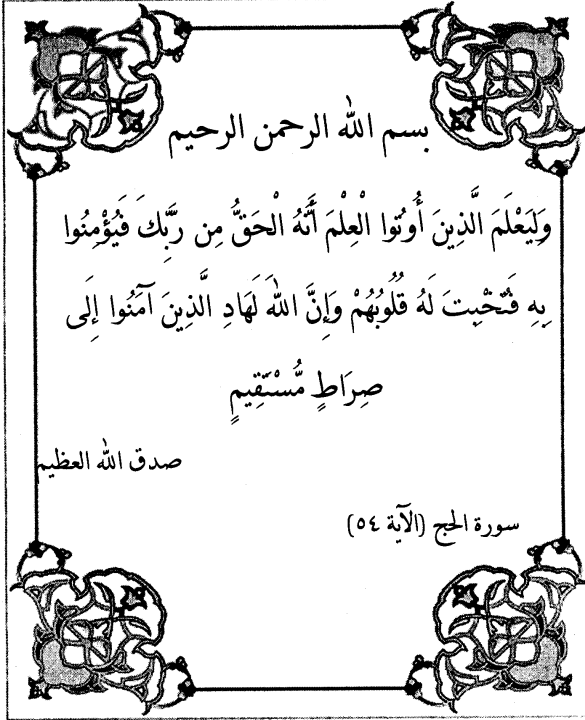 بسم الله الرحمن الرحيم
وَلِيَعْلَمَ الَّذِينَ أُوتُوا الْعِلْمَ أَنَّهُ الْحَقُّ مِن رَّبِّكَ فَيُؤْمِنُوا
بِهِ فَتُخْبِتَ لَهُ قُلُوبُهُمْ وَإِنَّ اللَّهَ لَهَادِ الَّذِينَ آمَنُوا إِلَى
صِرَاطٍ مُّسْتَقِيمٍ
صدق الله العظيم
سورة الحج (الآية ٥٤)